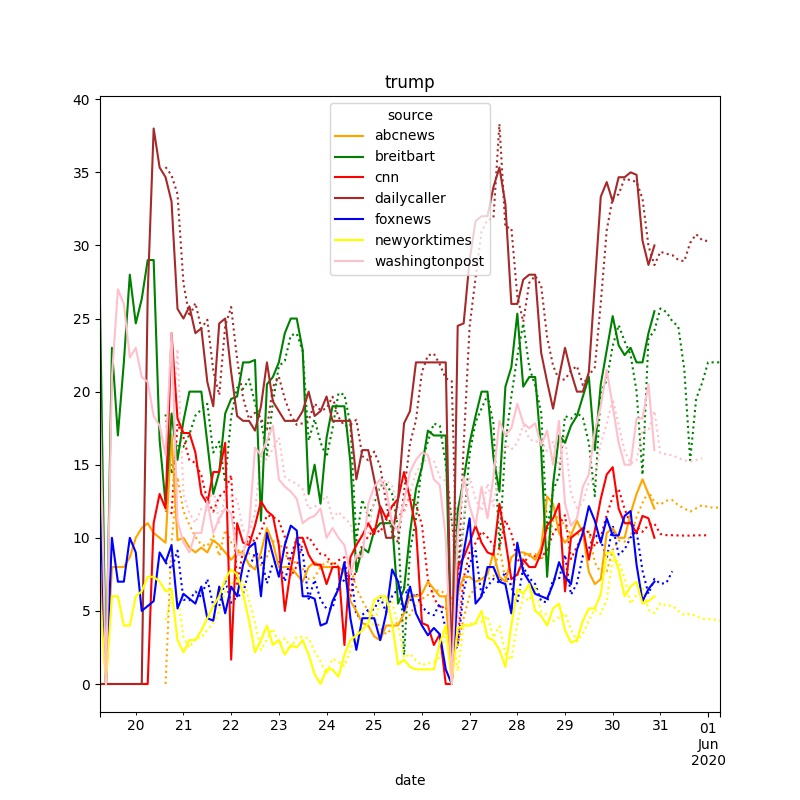 trump
source
abcnews
breitbart
cnn
dailycaller
foxnews
newyorktimes
washingtonpost
40
35
30
25
20
15
10
5
0
20 21 22 23 24 25 26 27 28 29 30 31 01
Jun
2020
date